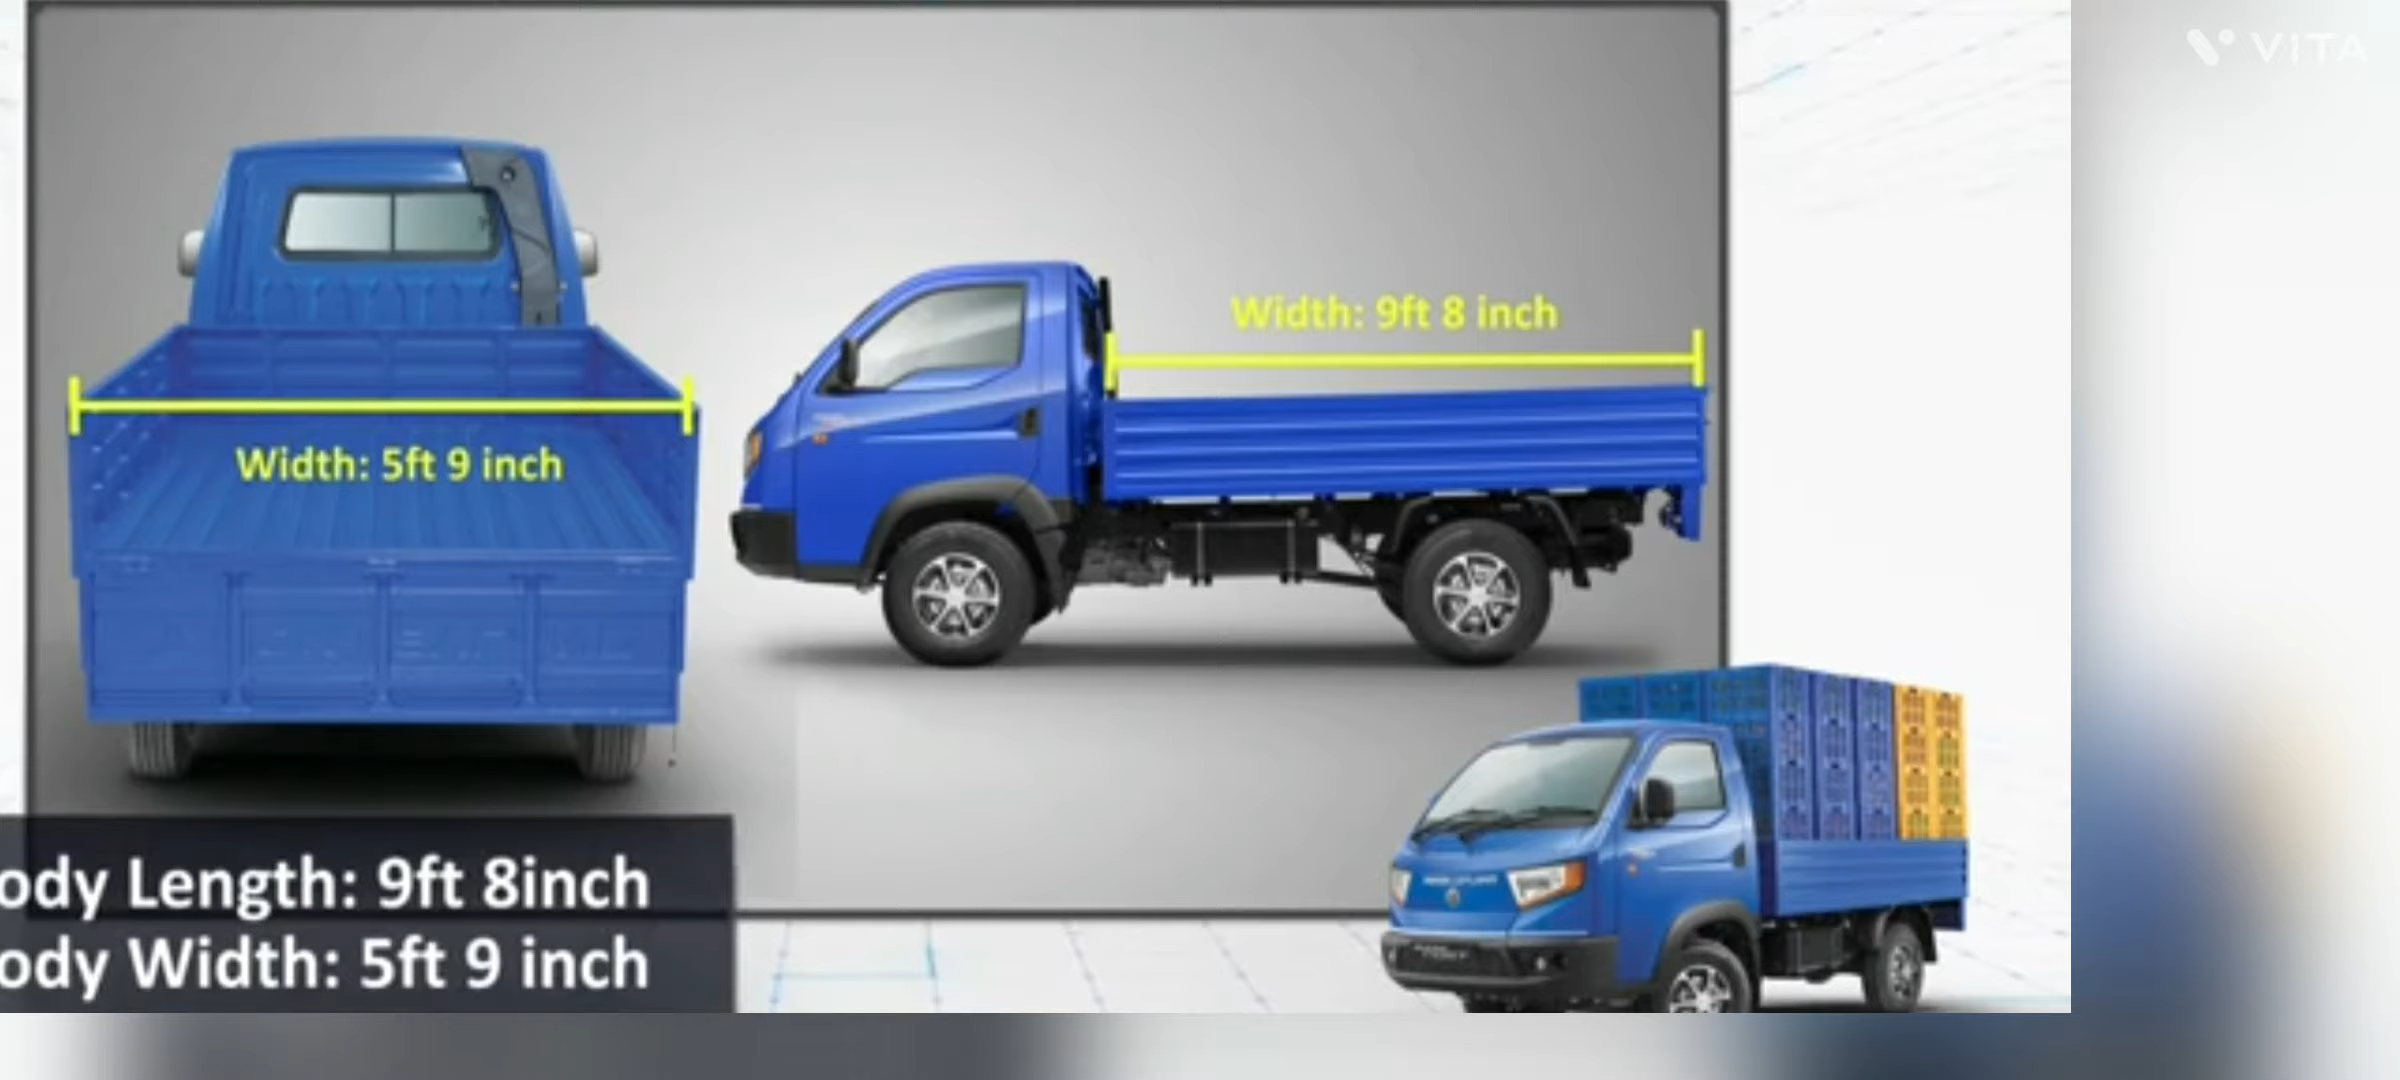 VITA
Width: 9ft 8 inch
Width: 5ft 9 inch
ody Length: 9ft 8inch
ody Width: 5ft 9 inch